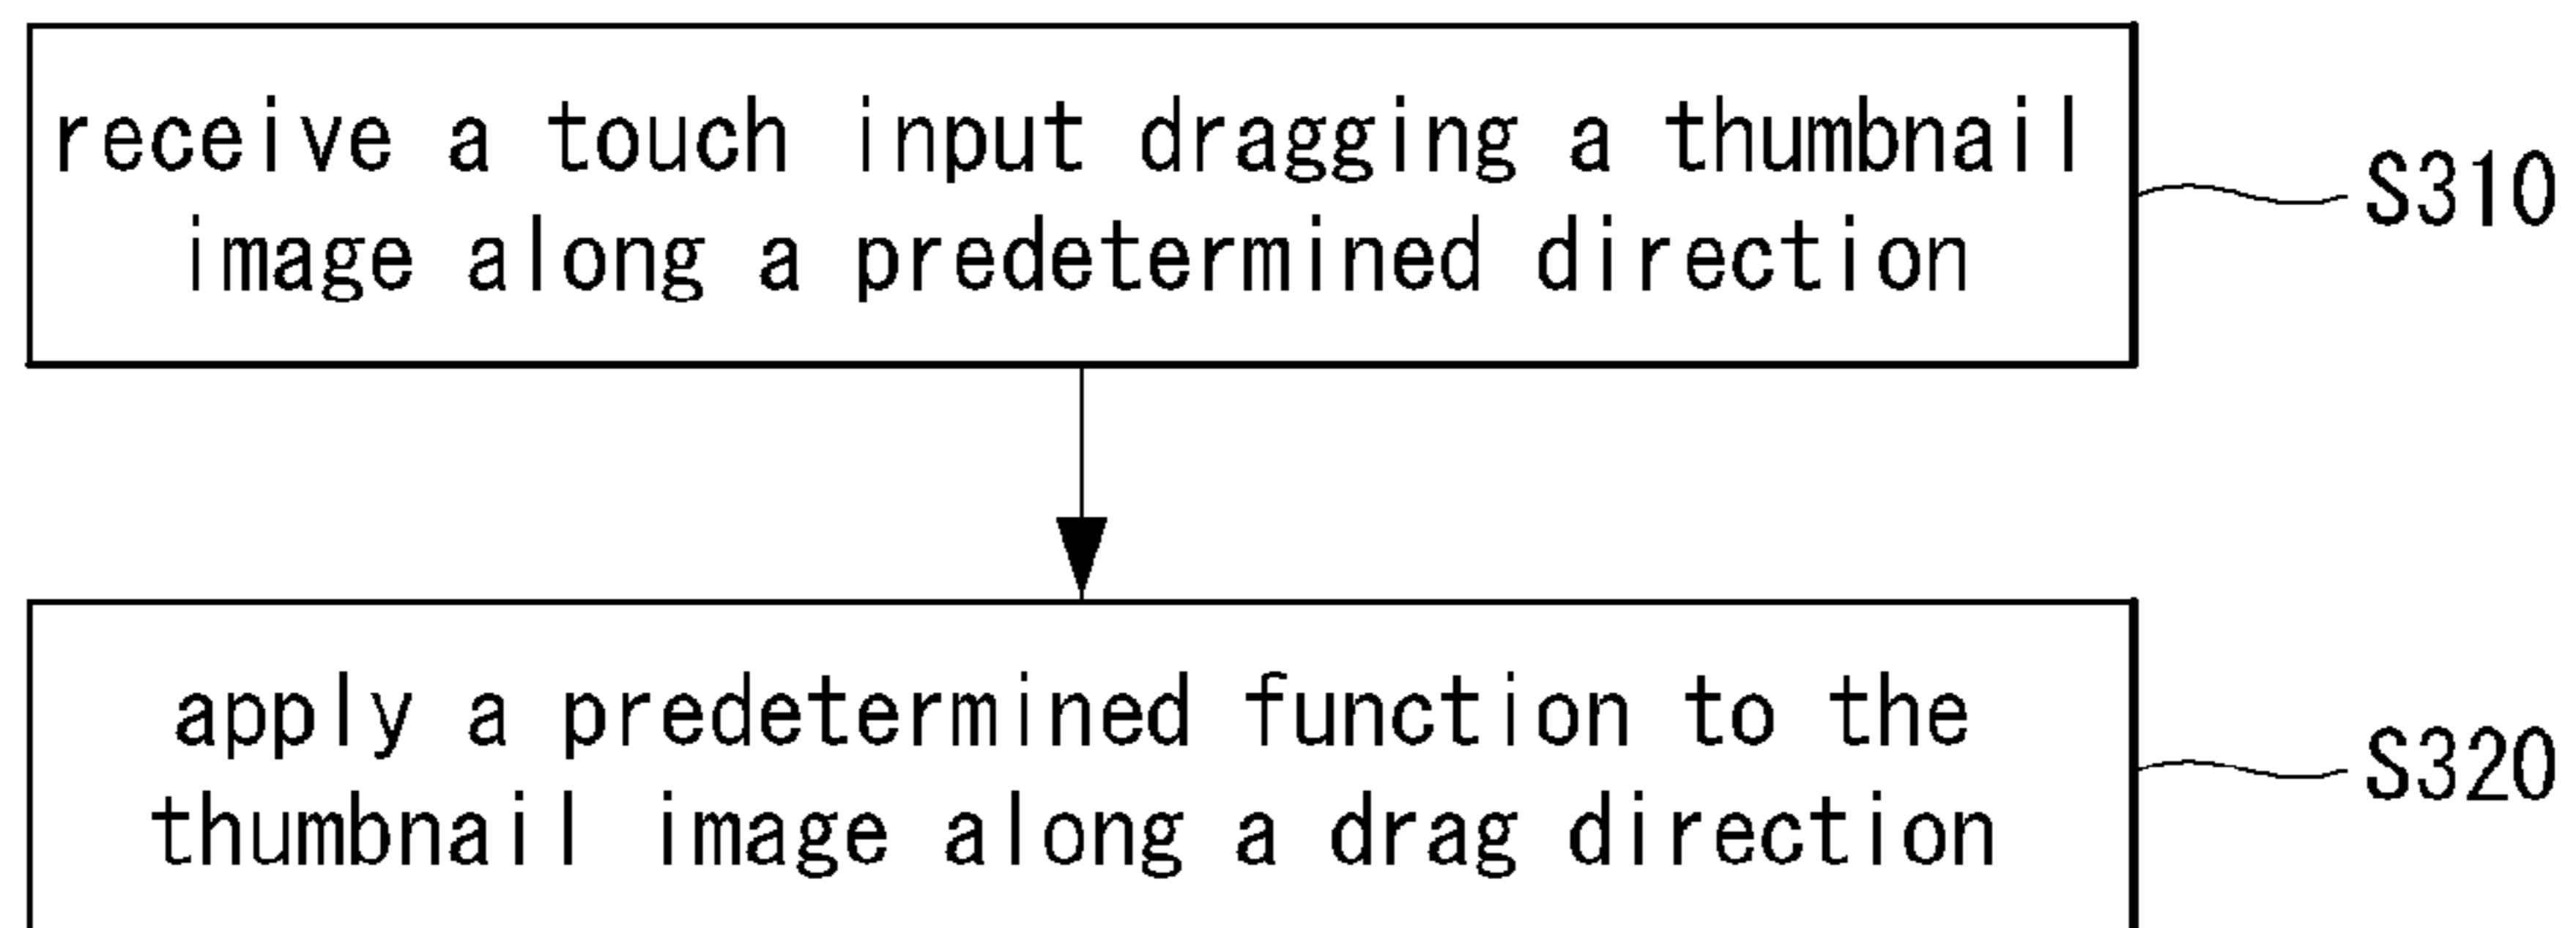 receive a touch input dragging a thumbnail
image along a predetermined direction
S310
apply a predetermined function to the
thumbnail image along a drag direction
S320